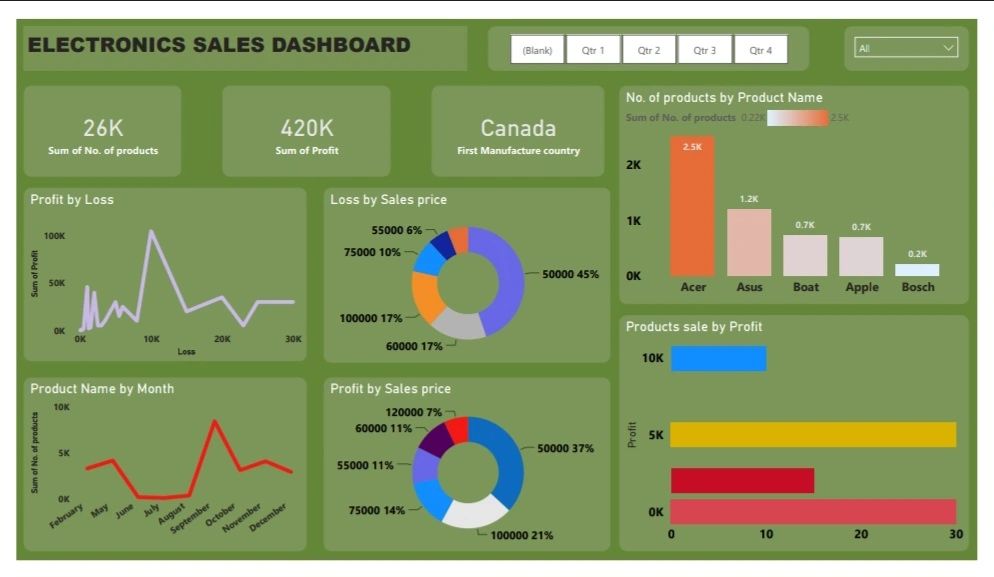 ELECTRONICS SALES DASHBOARD
(Blank) Qtr 1 Qtr 2 Qtr 3 Qtr 4
All
26K
Sum of No. of products
420K
Sum of Profit
Canada
First Manufacture country
No. of products by Product Name
Sum of No. of products 0.22K 2.5K
2K
1K
0K
2.5K
1.2K
0.7K
0.7K
0.2K
Acer Asus Boat Apple Bosch
Profit by Loss
Sum of Profit
100K
50K
0K
0K 10K 20K 30K
Loss
Loss by Sales price
55000 6%
75000 10%
50000 45%
100000 17%
60000 17%
Products sale by Profit
Profit
10K
5K
0K
0 10 20 30
Product Name by Month
Sum of No. of products
10K
5K
0K
February May June July August September October November December
Profit by Sales price
120000 7%
60000 11%
50000 37%
55000 11%
75000 14%
100000 21%